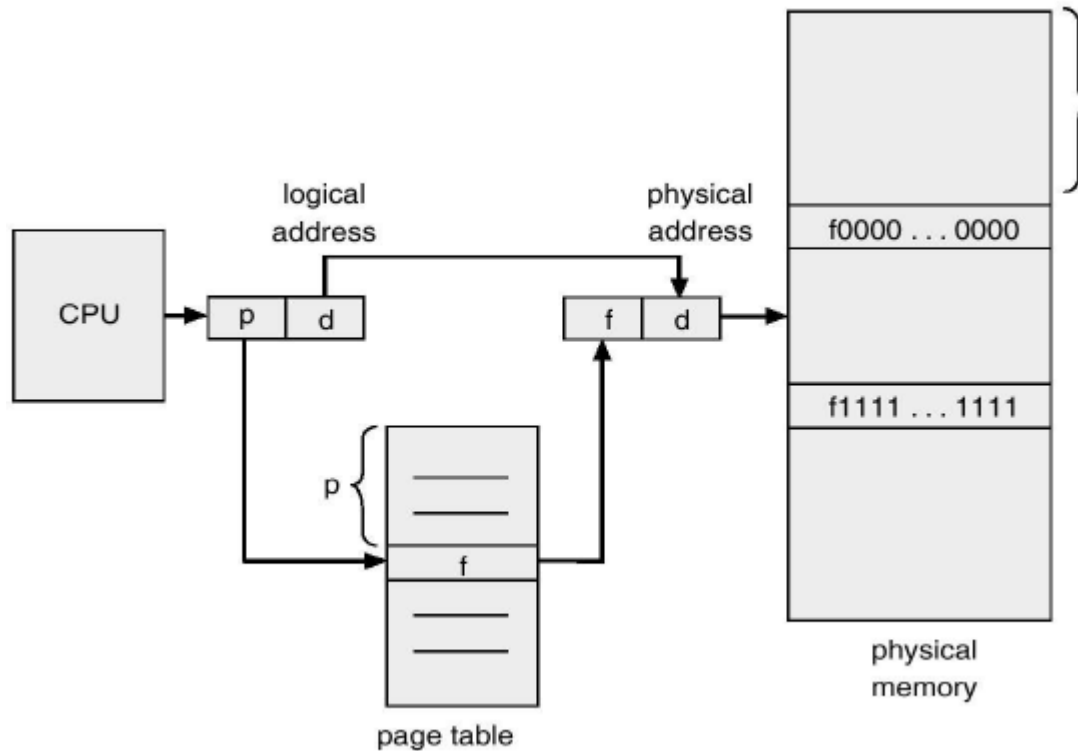 logical
address
physical
address
f0000 . . . 0000
CPU
p
d
f
d
f1111 . . . 1111
p
f
physical
memory
page table